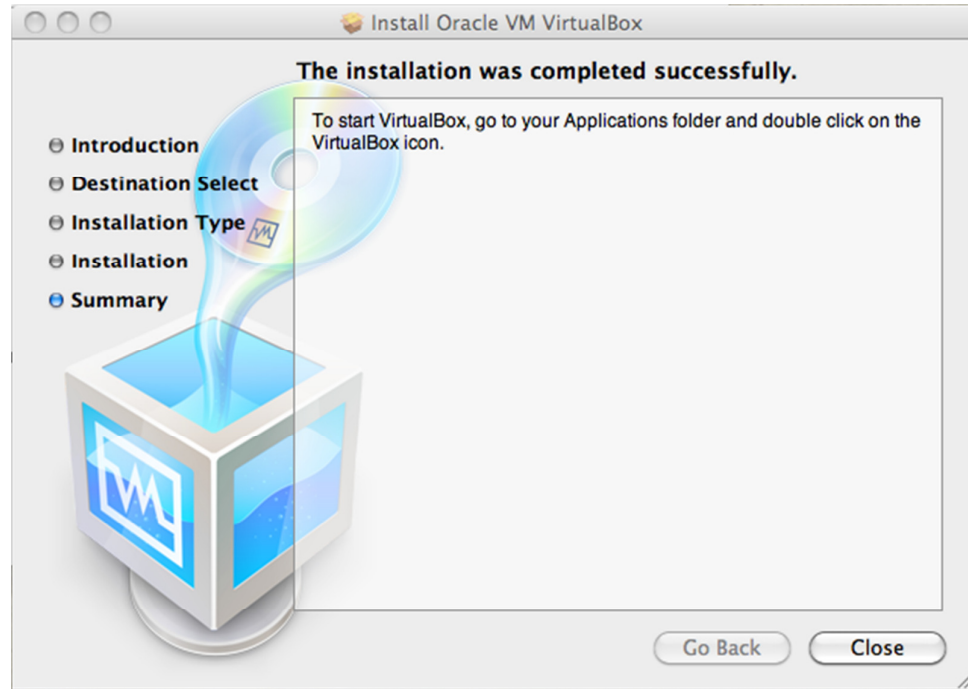 Install Oracle VM VirtualBox
The installation was completed successfully.
To start VirtualBox, go to your Applications folder and double click on the
VirtualBox icon.
Introduction
Destination Select
Installation Type
Installation
Summary
Go Back
Close